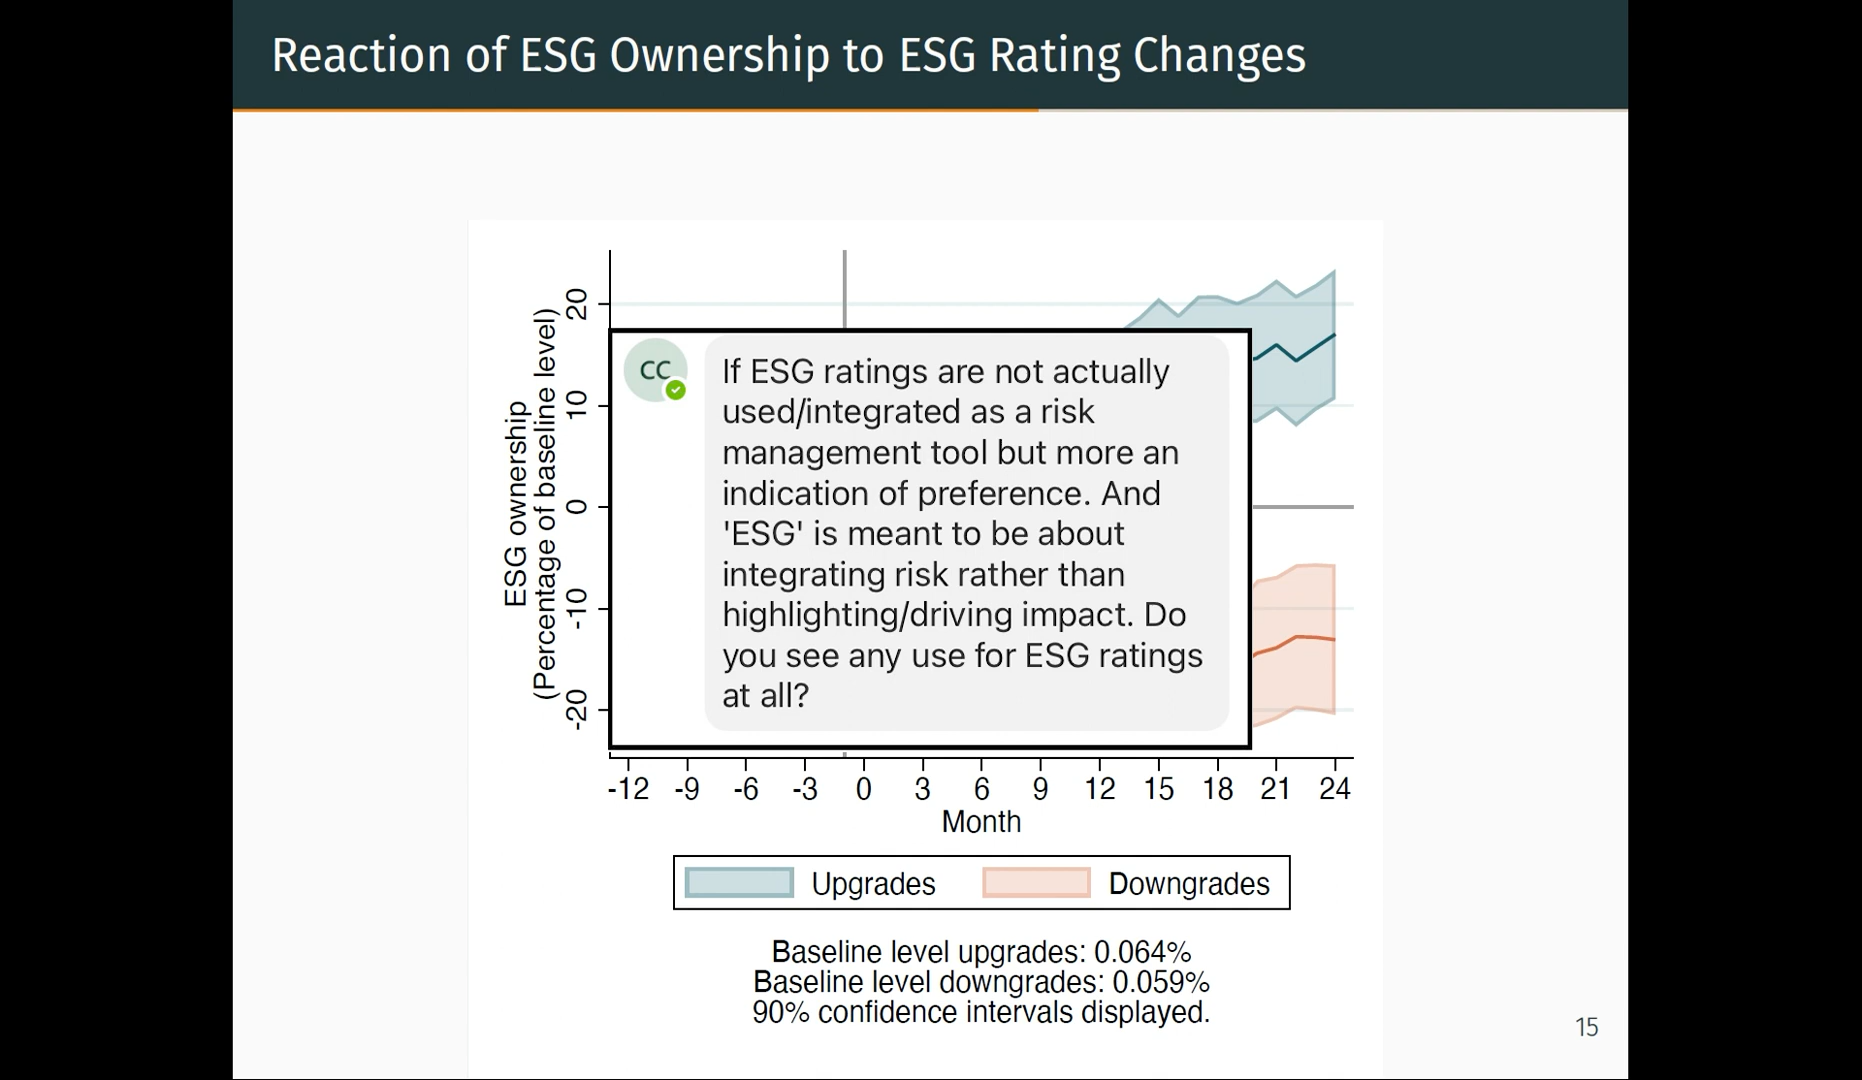 Reaction of ESG Ownership to ESG Rating Changes
ESG ownership
(Percentage of baseline level)
20
10
0
-10
-20
CC
If ESG ratings are not actually
used/integrated as a risk
management tool but more an
indication of preference. And
'ESG' is meant to be about
integrating risk rather than
highlighting/driving impact. Do
you see any use for ESG ratings
at all?
-12 -9 -6 -3 0 3 6 9 12 15 18 21 24
Month
Upgrades Downgrades
Baseline level upgrades: 0.064%
Baseline level downgrades: 0.059%
90% confidence intervals displayed.
15